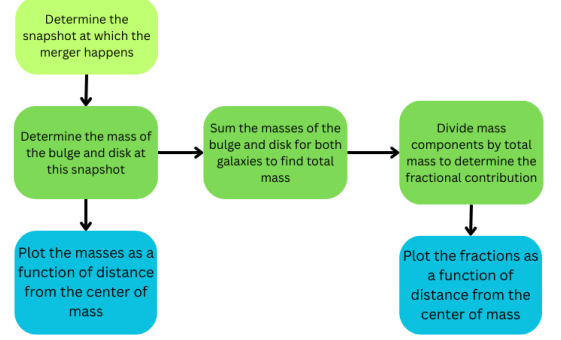 Determine the
snapshot at which the
merger happens
Determine the mass of
the bulge and disk at
this snapshot
Sum the masses of the
bulge and disk for both
galaxies to find total
mass
Divide mass
components by total
mass to determine the
fractional contribution
Plot the masses as a
function of distance
from the center of
mass
Plot the fractions as
a function of
distance from the
center of mass